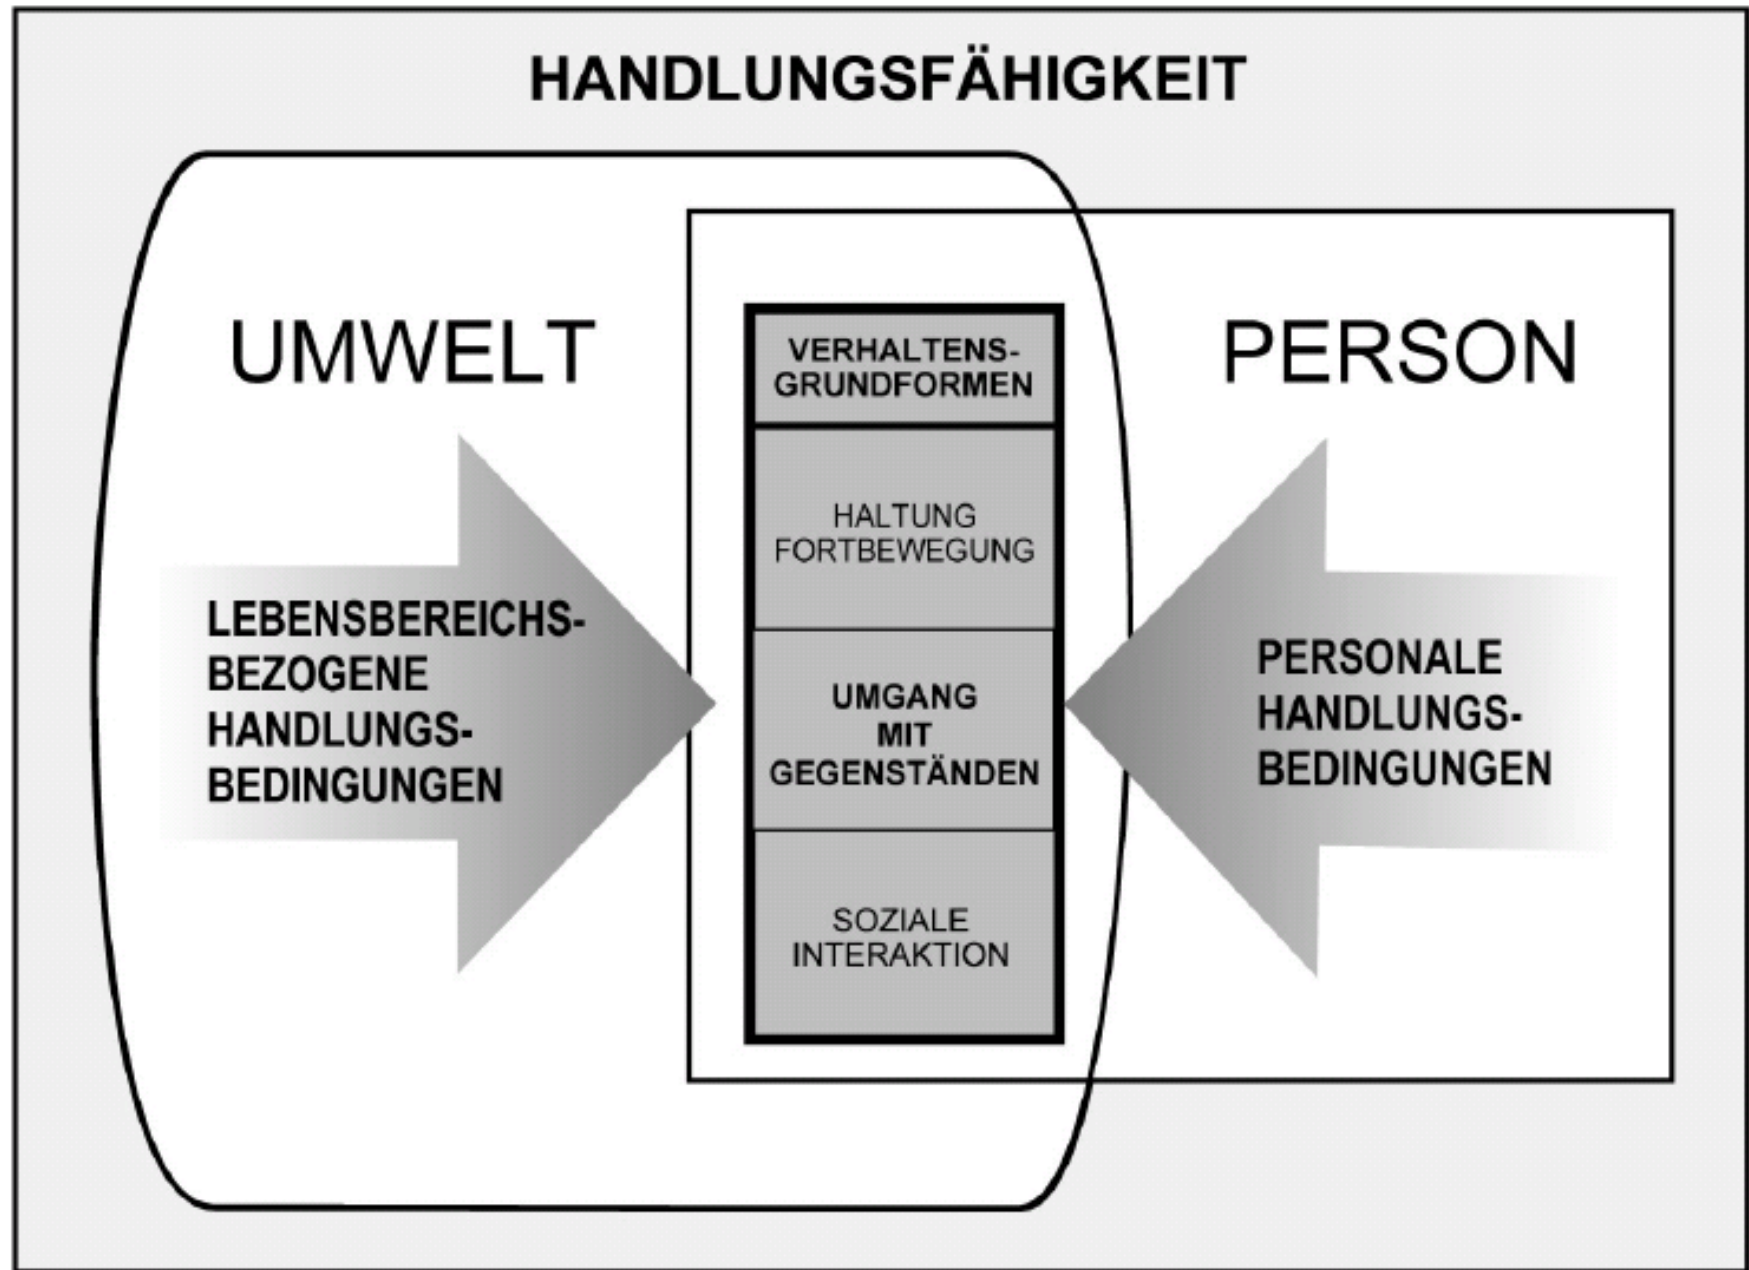 HANDLUNGSFÄHIGKEIT
UMWELT
LEBENSBEREICHS-
BEZOGENE
HANDLUNGS-
BEDINGUNGEN
VERHALTENS-
GRUNDFORMEN
HALTUNG
FORTBEWEGUNG
UMGANG
MIT
GEGENSTÄNDEN
SOZIALE
INTERAKTION
PERSON
PERSONALE
HANDLUNGS-
BEDINGUNGEN